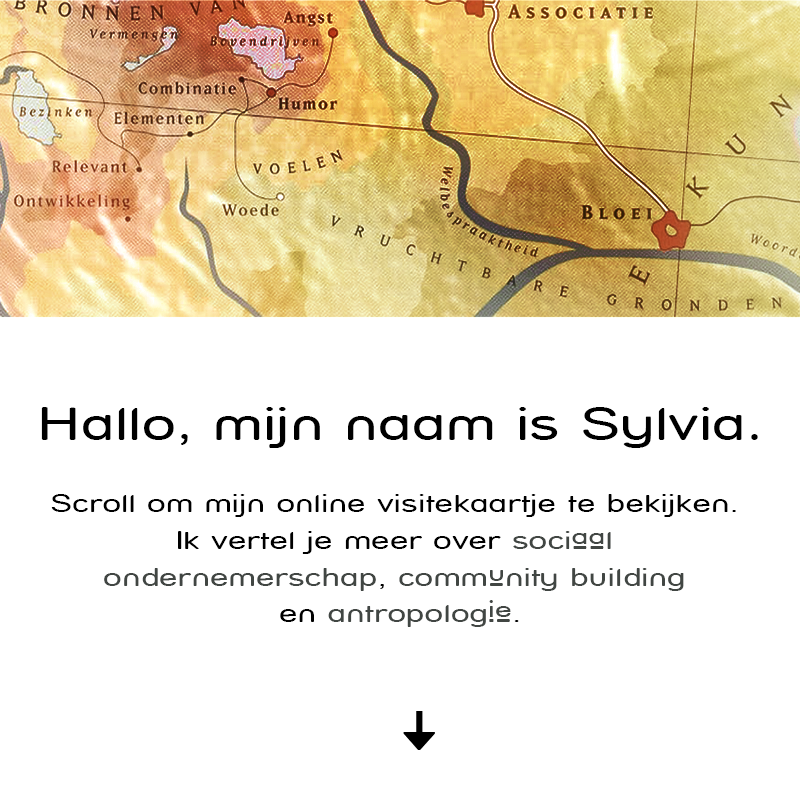 BRONNEN VAN
Angst
ASSOCIATIE
Vermengen
Bovendrijven
Combinatie
Humor
Bezinken
Elementen
KUN
Relevant
VOELEN
Welbespraaktheid
Ontwikkeling
Woede
BLOEI
VRUCHTBARE GRONDEN
E
Hallo, mijn naam is Sylvia.
Scroll om mijn online visitekaartje te bekijken.
Ik vertel je meer over sociaal
ondernemerschap, community building
en antropologie.